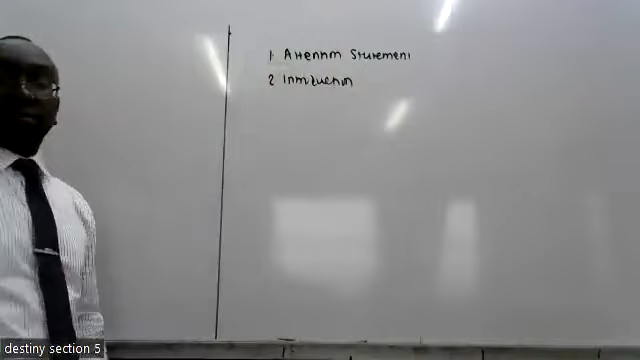 1 Attention Statement
2 Introduction
destiny section 5